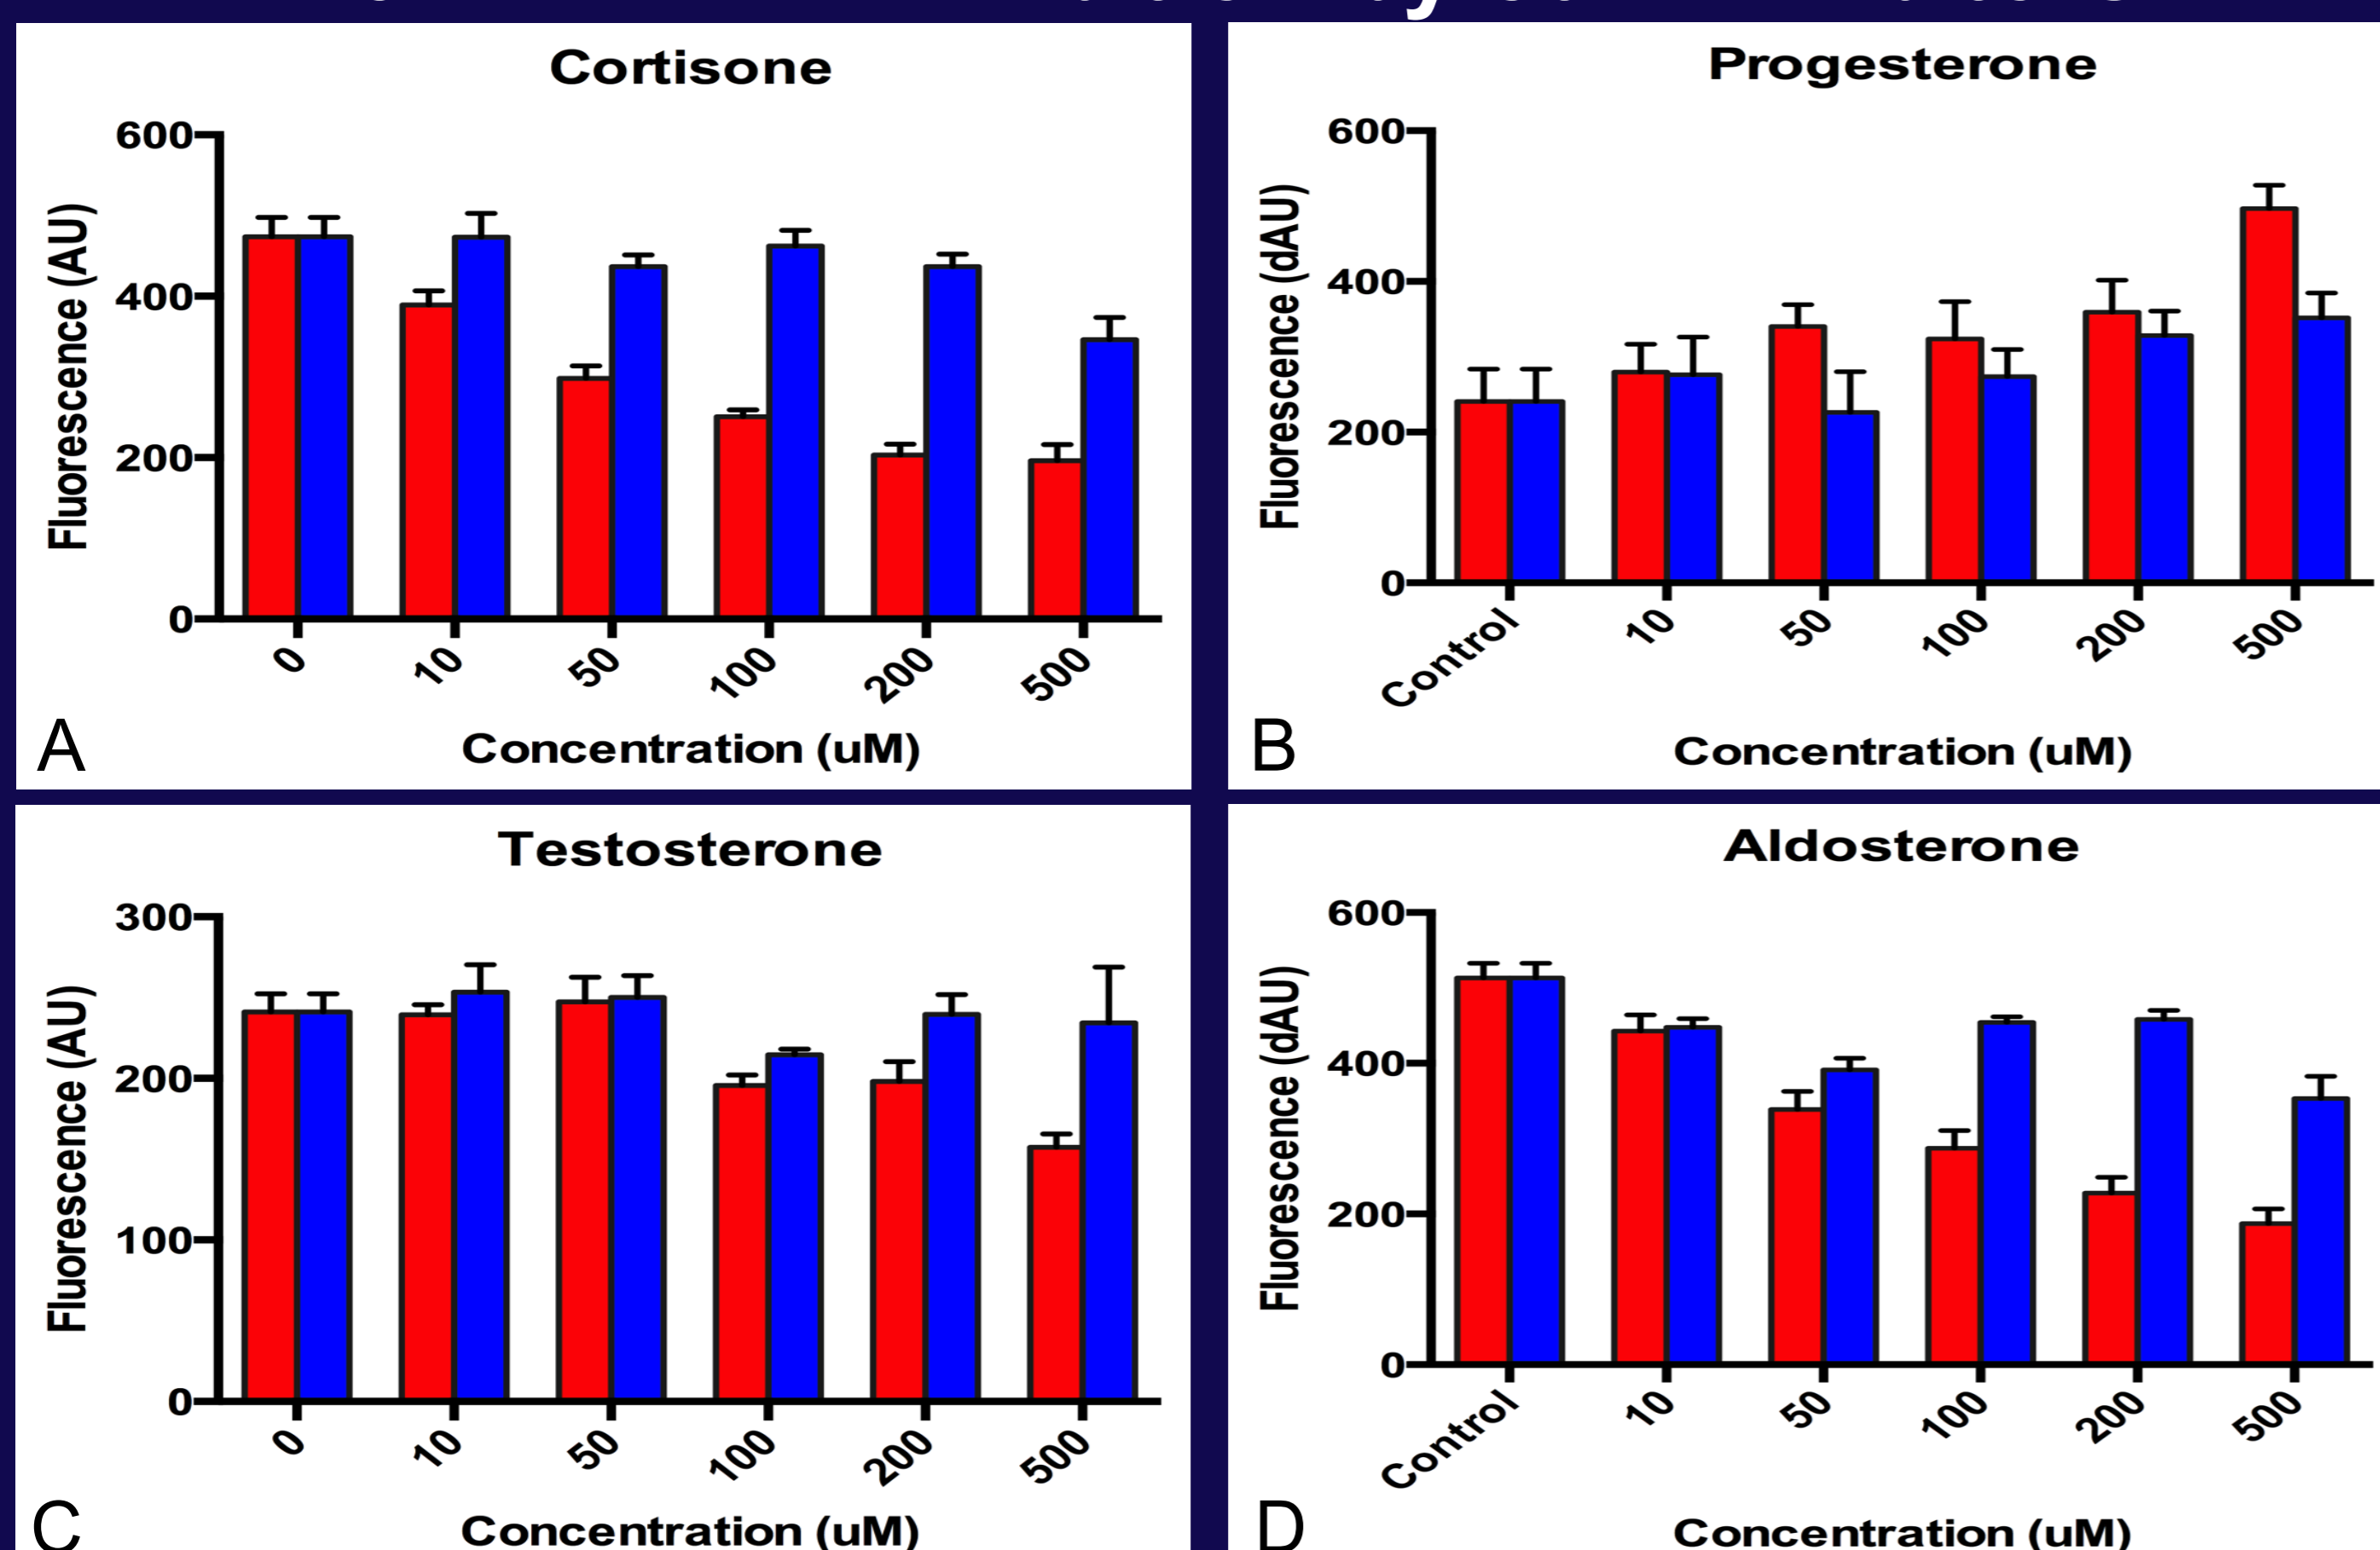 Cortisone
600
400
200
0
Fluorescence (AU)
0 10 50 100 200 500
Concentration (uM)
A
Progesterone
600
400
200
0
Fluorescence (dAU)
Control 10 50 100 200 500
Concentration (uM)
B
Testosterone
300
200
100
0
Fluorescence (AU)
0 10 50 100 200 500
Concentration (uM)
C
Aldosterone
600
400
200
0
Fluorescence (dAU)
Control 10 50 100 200 500
Concentration (uM)
D